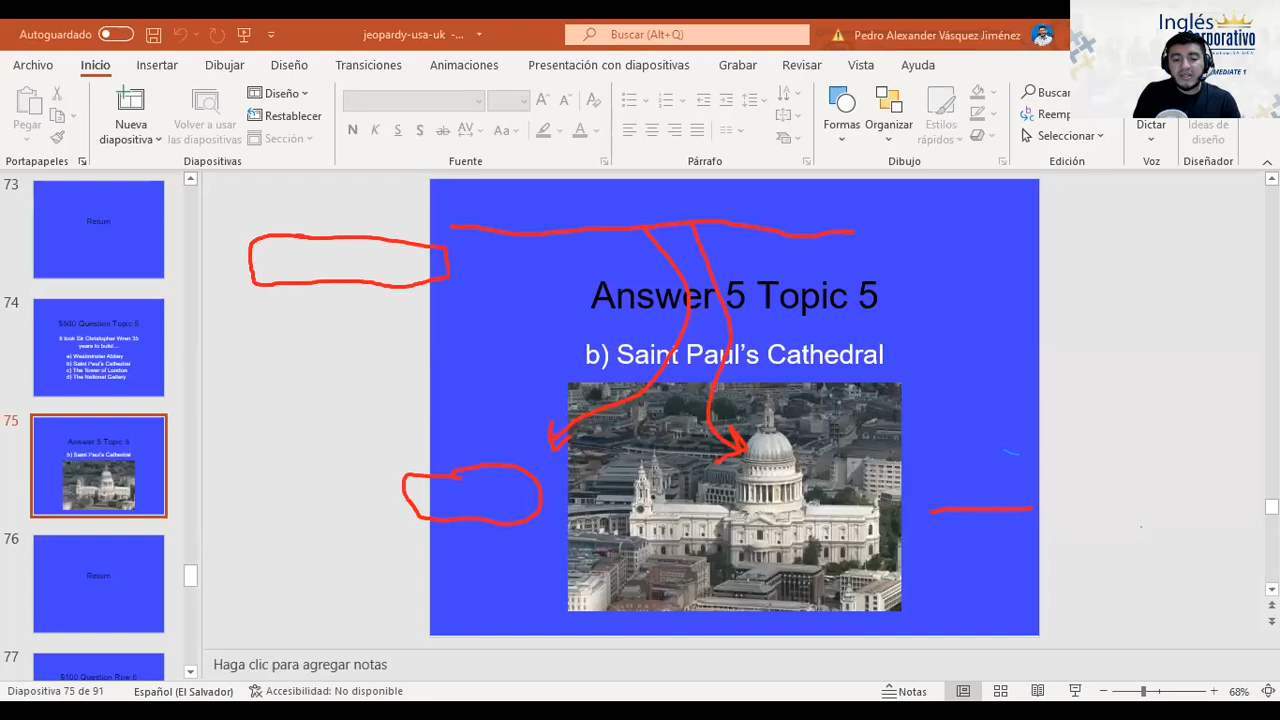 Autoguardado
jeopardy-usa-uk -...
Buscar (Alt+Q)
Pedro Alexander Vásquez Jiménez
Inglés
Corporativo
Archivo
Inicio
Insertar
Dibujar
Diseño
Transiciones
Animaciones
Presentación con diapositivas
Grabar
Revisar
Vista
Ayuda
Pegar
Nueva
diapositiva
Volver a usar
las diapositivas
Diseño
Restablecer
Sección
N K S S ab AV
Aa
Formas
Organizar
Estilos
rápidos
Buscar
Reemp
Seleccionar
Dictar
Ideas de
diseño
Portapapeles
Diapositivas
Fuente
Párrafo
Dibujo
Edición
Voz
Diseñador
73
Return
74
$500 Question Topic 5
It took Sir Christopher Wren 35
years to build...
a) Westminster Abbey
b) Saint Paul's Cathedral
c) The Tower of London
d) The National Gallery
75
Answer 5 Topic 5
b) Saint Paul's Cathedral
76
Return
77
$100 Question Row 6
Answer 5 Topic 5
b) Saint Paul's Cathedral
Haga clic para agregar notas
Diapositiva 75 de 91
Español (El Salvador)
Accesibilidad: No disponible
Notas
68%